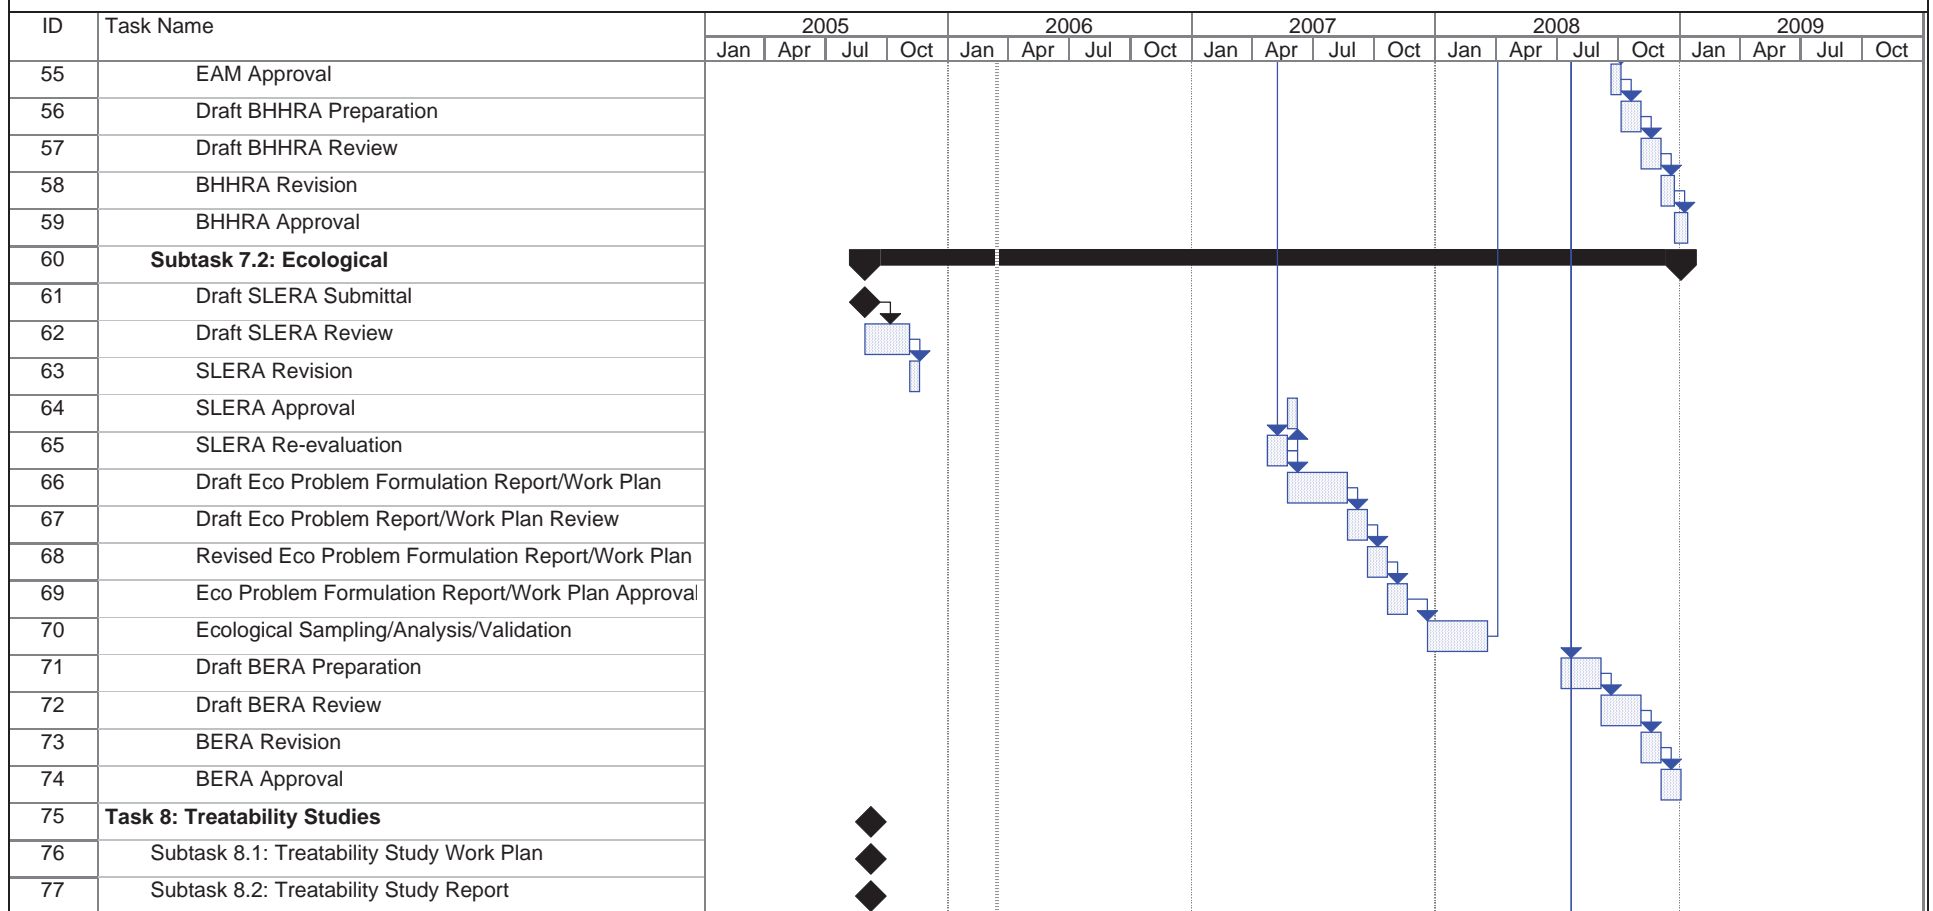 ID Task Name 2005 2006 2007 2008 2009
Jan Apr Jul Oct Jan Apr Jul Oct Jan Apr Jul Oct Jan Apr Jul Oct Jan Apr Jul Oct
55 EAM Approval
56 Draft BHHRA Preparation
57 Draft BHHRA Review
58 BHHRA Revision
59 BHHRA Approval
60 Subtask 7.2: Ecological
61 Draft SLERA Submittal
62 Draft SLERA Review
63 SLERA Revision
64 SLERA Approval
65 SLERA Re-evaluation
66 Draft Eco Problem Formulation Report/Work Plan
67 Draft Eco Problem Report/Work Plan Review
68 Revised Eco Problem Formulation Report/Work Plan
69 Eco Problem Formulation Report/Work Plan Approval
70 Ecological Sampling/Analysis/Validation
71 Draft BERA Preparation
72 Draft BERA Review
73 BERA Revision
74 BERA Approval
75 Task 8: Treatability Studies
76 Subtask 8.1: Treatability Study Work Plan
77 Subtask 8.2: Treatability Study Report